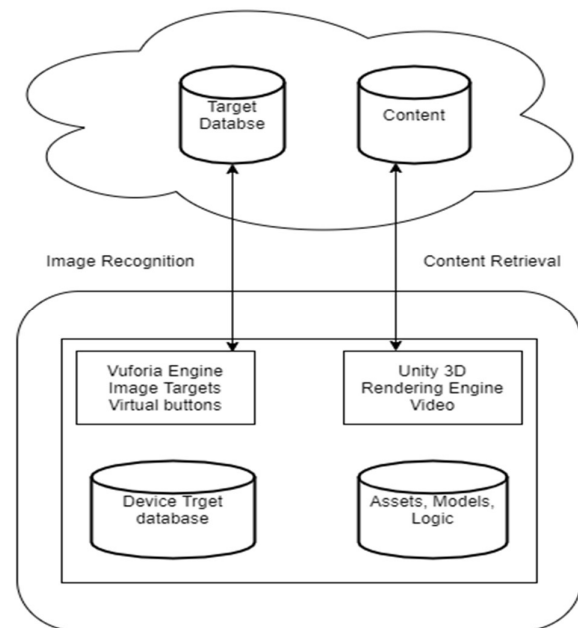 Target
Databse
Content
Image Recognition
Content Retrieval
Vuforia Engine
Image Targets
Virtual buttons
Unity 3D
Rendering Engine
Video
Device Trget
database
Assets, Models,
Logic